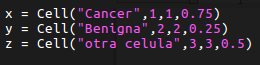 x = Cell("Cancer",1,1,0.75)
y = Cell("Benigna",2,2,0.25)
z = Cell("otra celula",3,3,0.5)